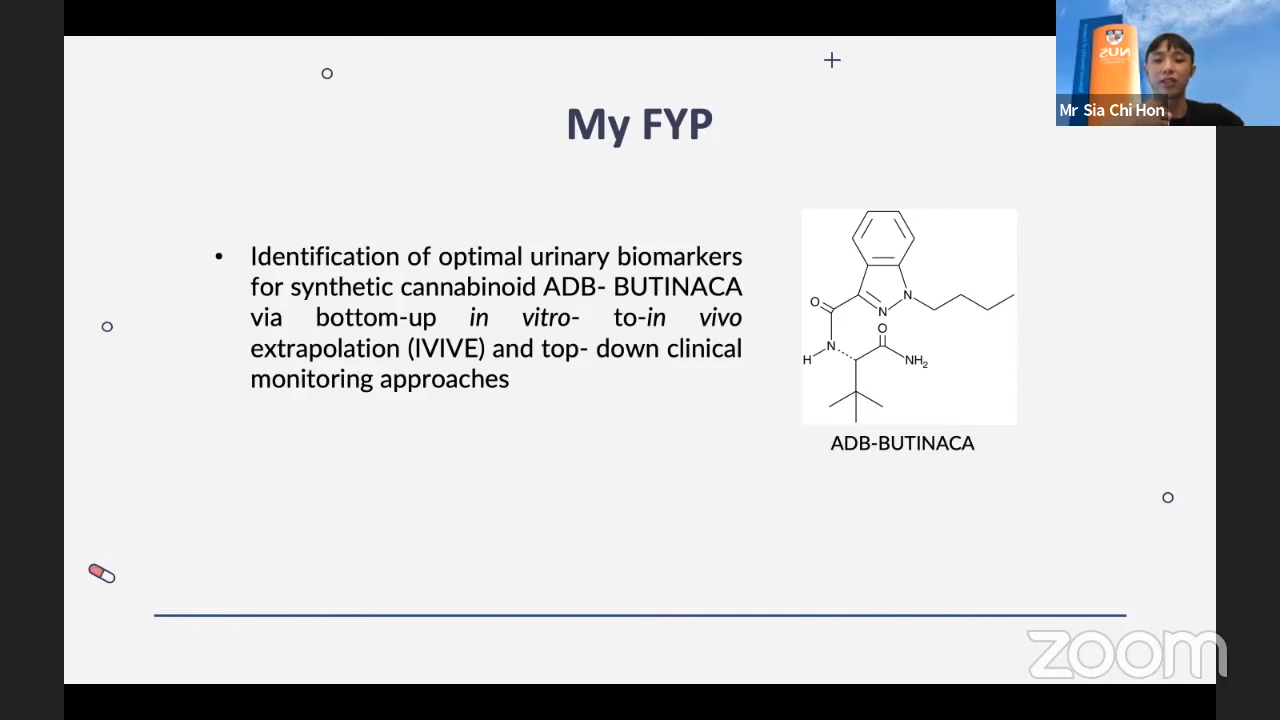 My FYP
• Identification of optimal urinary biomarkers
for synthetic cannabinoid ADB- BUTINACA
via bottom-up in vitro- to-in vivo
extrapolation (IVIVE) and top- down clinical
monitoring approaches
O
N
N
O
N
H
NH2
ADB-BUTINACA
NUS
Mr Sia Chi Hon
zoom